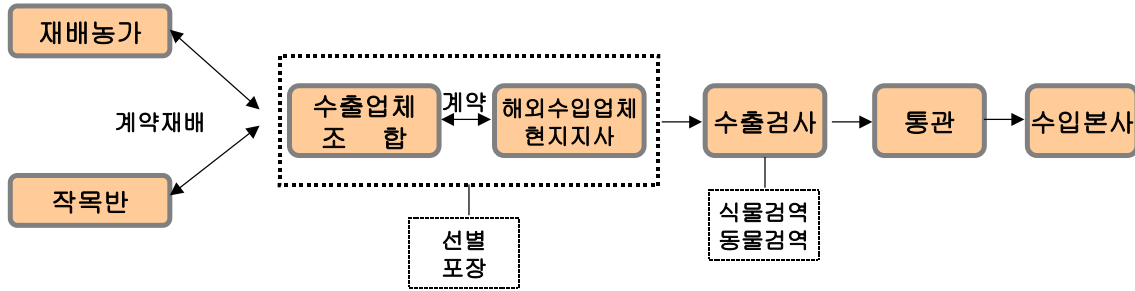 재배농가
계약재배
작목반
수출업체
조 합
계약
해외수입업체
현지지사
선별
포장
수출검사
식물검역
동물검역
통관
수입본사